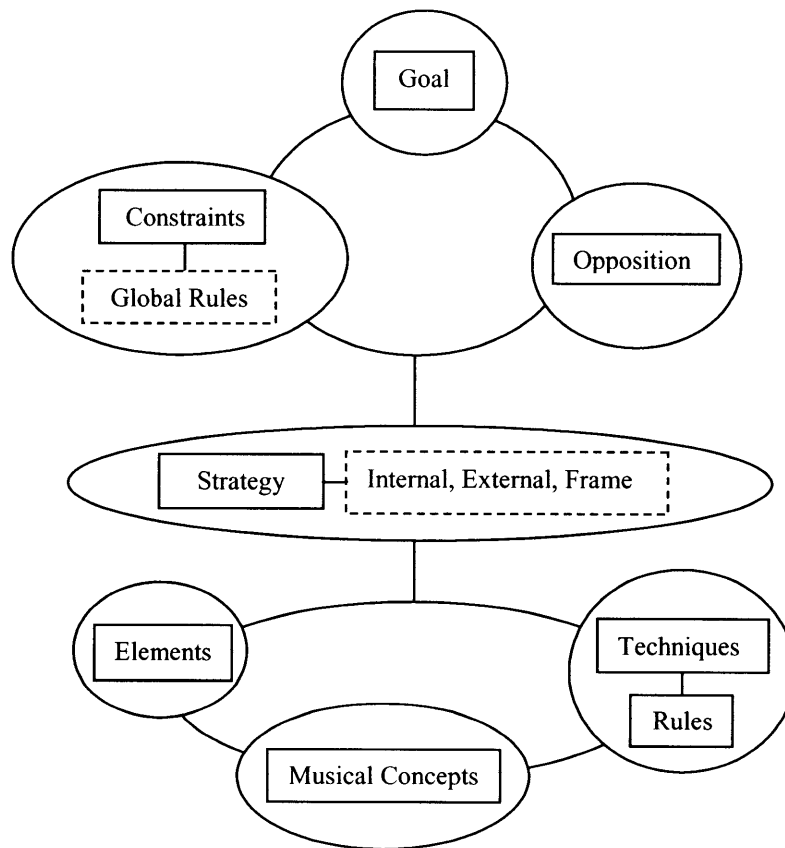 Goal
Constraints
Global Rules
Opposition
Strategy
Internal, External, Frame
Elements
Techniques
Rules
Musical Concepts